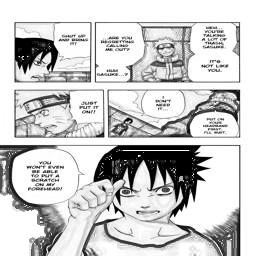 SHUT UP
AND BRING
IT!
ARE YOU
REGRETTING
CALLING
ME OUT?
HUH
SASUKE...?
HEH...
YOU'RE
TALKING
A LOT OF
TRASH,
SASUKE.
IT'S
NOT LIKE
YOU.
JUST
PUT IT
ON!!
I
DON'T
NEED
IT...
PUT ON
YOUR
HEADBAND
FIRST.
I'LL WAIT.
YOU
WON'T EVEN
BE ABLE
TO PUT A
SCRATCH
ON MY
FOREHEAD!